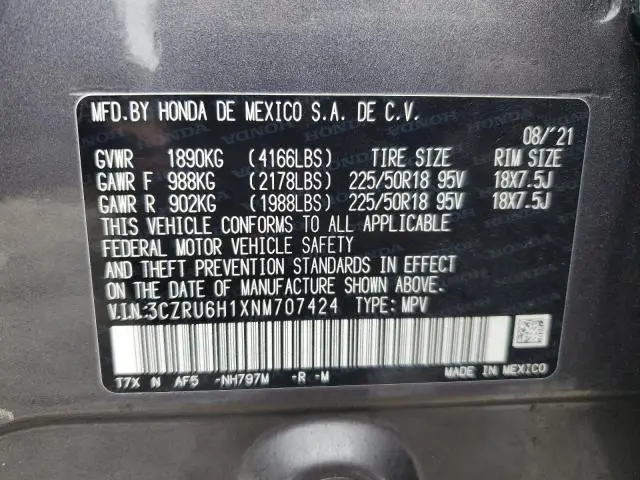 MFD.BY HONDA DE MEXICO S.A. DE C.V.
08/'21
GVWR 1890KG (4166LBS) TIRE SIZE RIM SIZE
GAWR F 988KG (2178LBS) 225/50R18 95V 18X7.5J
GAWR R 902KG (1988LBS) 225/50R18 95V 18X7.5J
THIS VEHICLE CONFORMS TO ALL APPLICABLE
FEDERAL MOTOR VEHICLE SAFETY
AND THEFT PREVENTION STANDARDS IN EFFECT
ON THE DATE OF MANUFACTURE SHOWN ABOVE.
V.I.N:3CZRU6H1XNM707424 TYPE: MPV
T7X N AF5 -NH797M -R -M MADE IN MEXICO